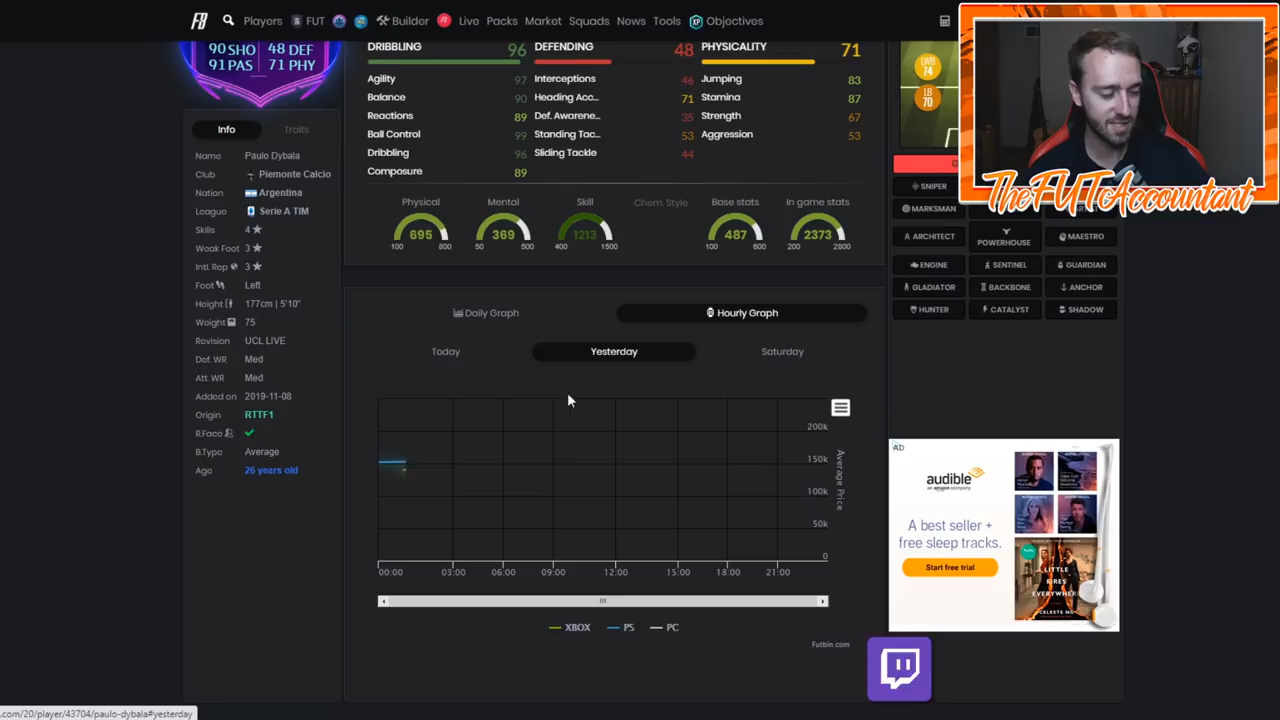 FB Players FUT Builder Live Packs Market Squads News Tools XP Objectives
90 SHO 48 DEF
91 PAS 71 PHY
DRIBBLING 96 DEFENDING 48 PHYSICALITY 71
Agility 97 Interceptions 46 Jumping 83
Balance 90 Heading Acc... 71 Stamina 87
Reactions 89 Def. Awarene... 35 Strength 67
Ball Control 99 Standing Tac... 53 Aggression 53
Dribbling 96 Sliding Tackle 44
Composure 89
Physical Mental Skill Chem. Style Base stats In game stats
695 369 1213 487 2373
100 800 50 500 400 1500 100 600 200 2800
Info Traits
Name Paulo Dybala
Club Piemonte Calcio
Nation Argentina
League Serie A TIM
Skills 4
Weak Foot 3
Intl. Rep 3
Foot Left
Height 177cm | 5'10"
Weight 75
Revision UCL LIVE
Def. WR Med
Att. WR Med
Added on 2019-11-08
Origin RTTF1
R.Face
B.Type Average
Age 26 years old
Daily Graph Hourly Graph
Today Yesterday Saturday
200k
150k
100k
50k
0
Average Price
00:00 03:00 06:00 09:00 12:00 15:00 18:00 21:00
XBOX PS PC
Futbin.com
LWB
74
LB
70
TheFUTAccountant
SNIPER
MARKSMAN
ARCHITECT POWERHOUSE MAESTRO
ENGINE SENTINEL GUARDIAN
GLADIATOR BACKBONE ANCHOR
HUNTER CATALYST SHADOW
AD
audible
an amazon company
A best seller +
free sleep tracks.
Start free trial
hulu
LITTLE
FIRES
EVERYWHERE
CELESTE NG
.com/20/player/43704/paulo-dybala#yesterday